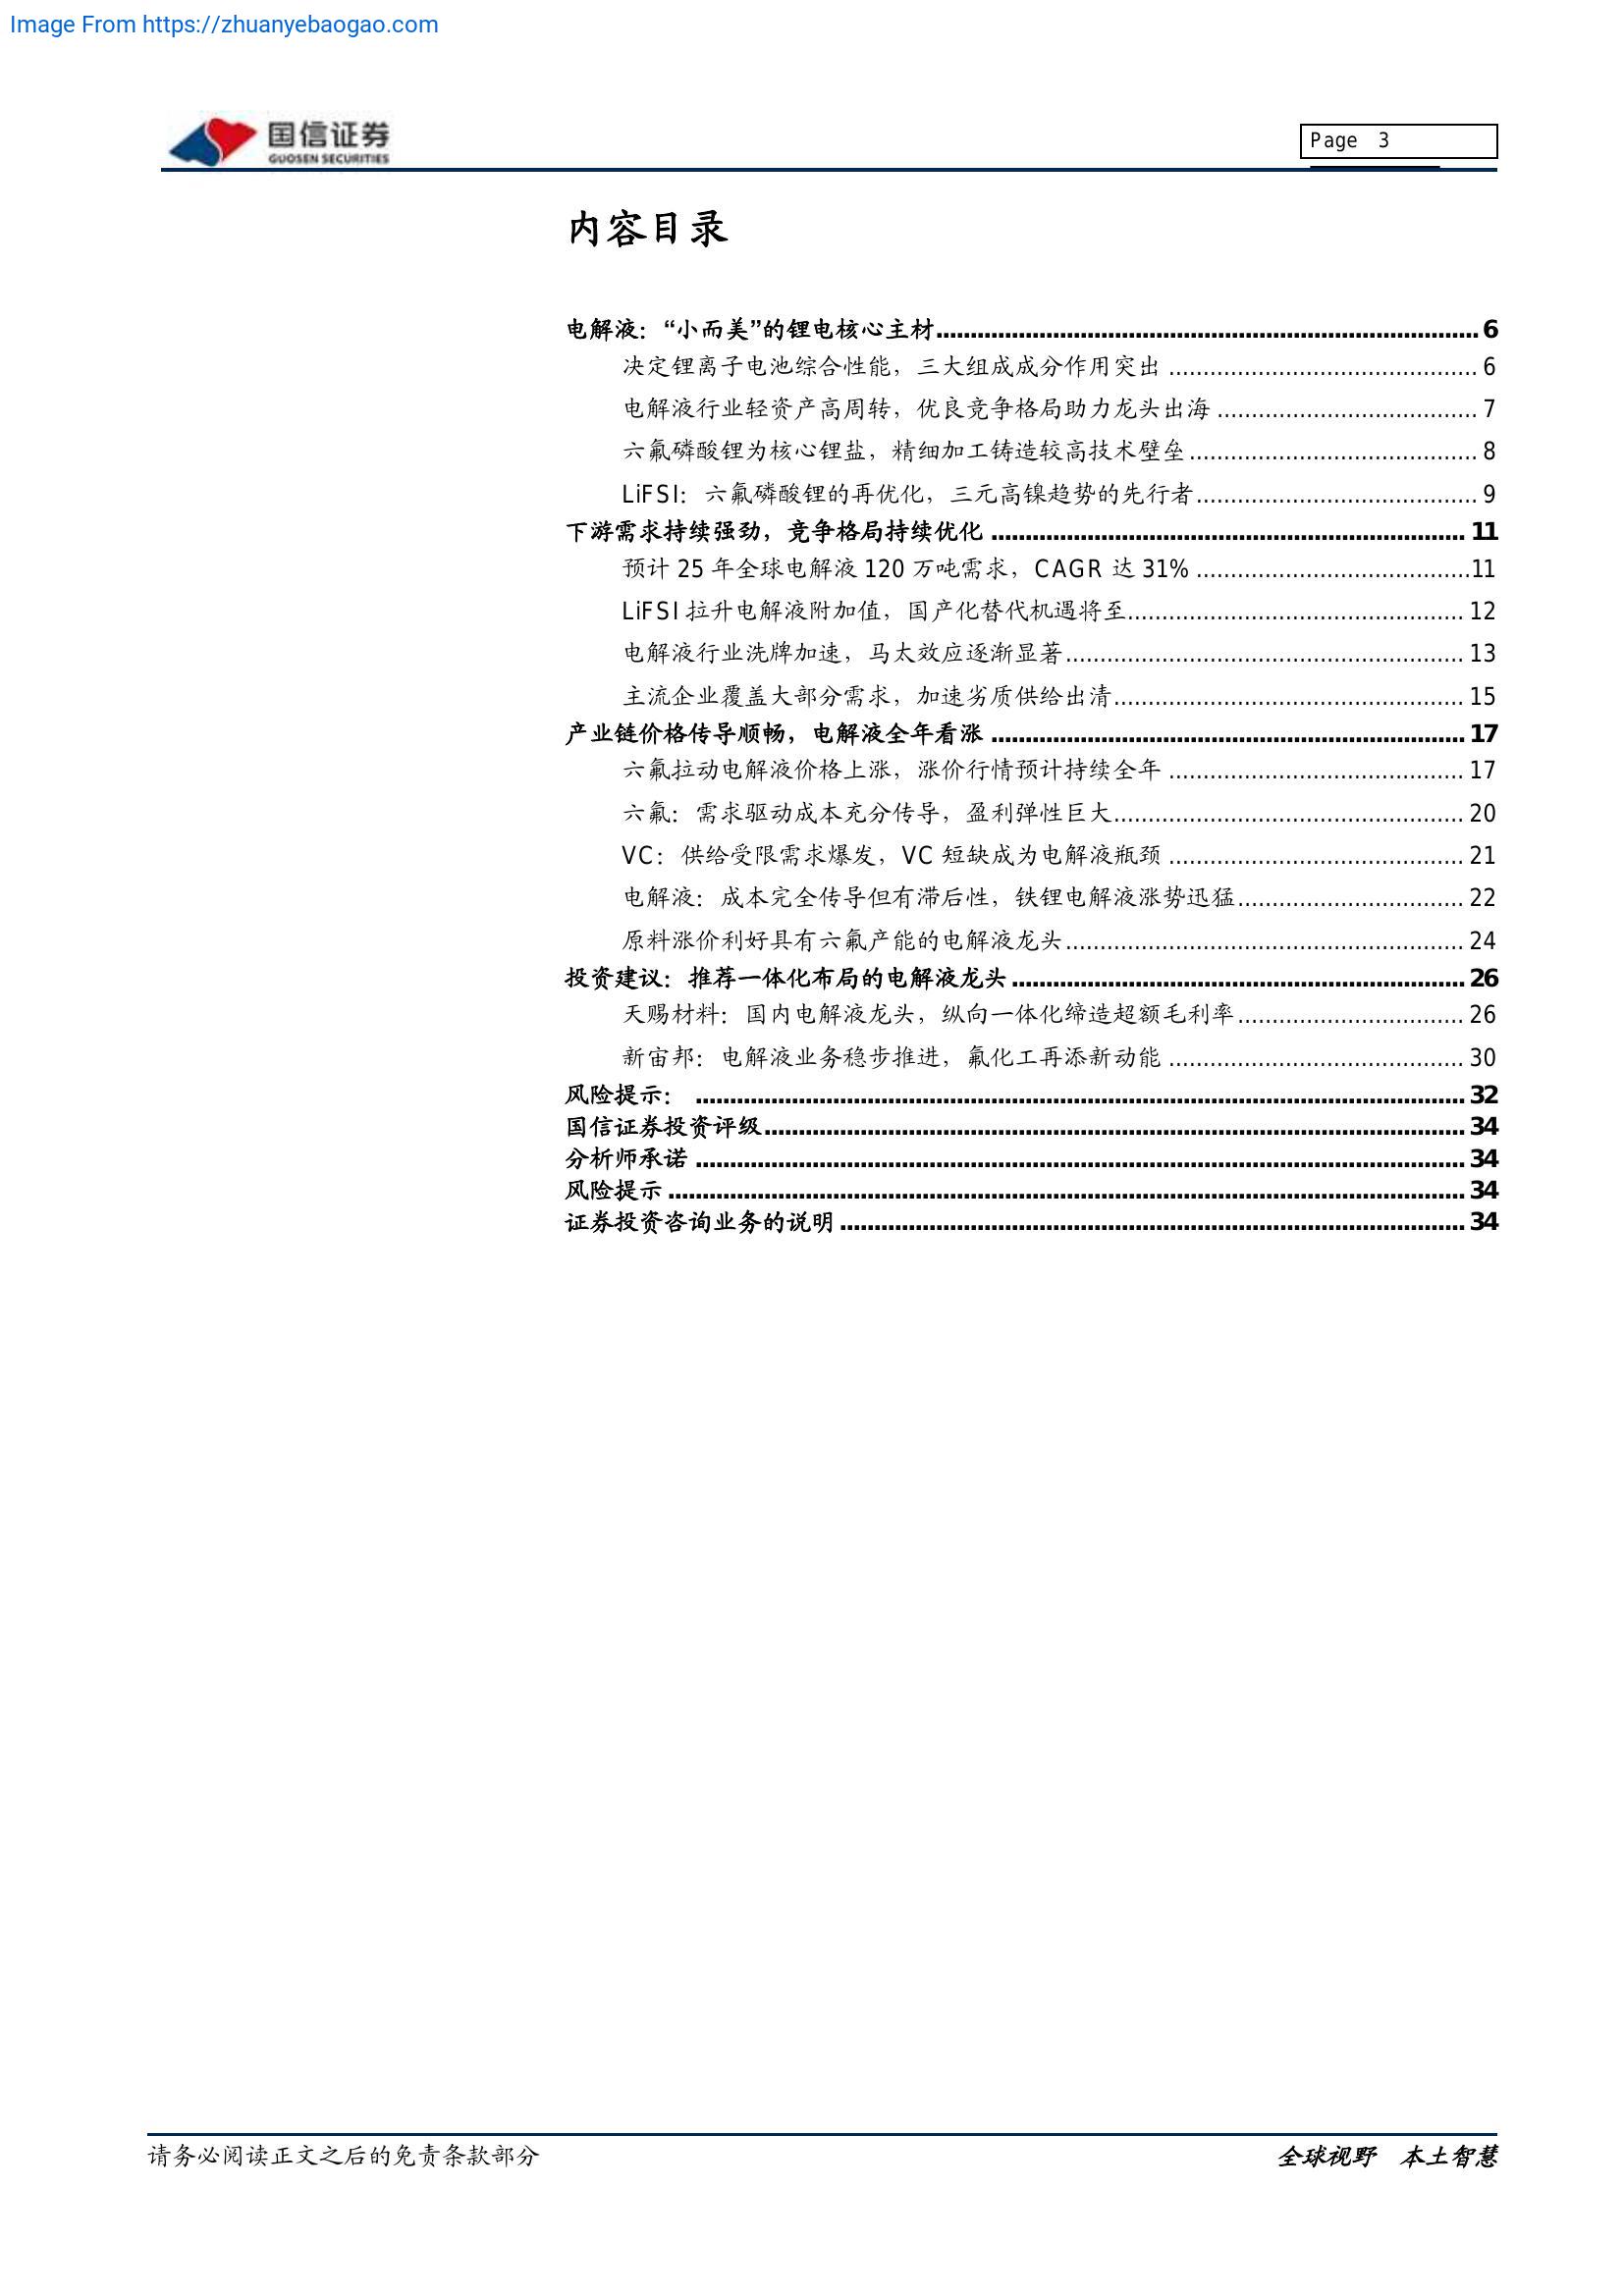 Image From https://zhuanyebaogao.com
国信证券
GUOSEN SECURITIES
Page 3
内容目录
电解液：“小而美”的锂电核心主材...............................................................................6
决定锂离子电池综合性能，三大组成成分作用突出 .............................................6
电解液行业轻资产高周转，优良竞争格局助力龙头出海 ......................................7
六氟磷酸锂为核心锂盐，精细加工铸造较高技术壁垒..........................................8
LiFSI：六氟磷酸锂的再优化，三元高镍趋势的先行者.........................................9
下游需求持续强劲，竞争格局持续优化 .....................................................................11
预计 25 年全球电解液 120 万吨需求，CAGR 达 31% ........................................11
LiFSI 拉升电解液附加值，国产化替代机遇将至.................................................12
电解液行业洗牌加速，马太效应逐渐显著..........................................................13
主流企业覆盖大部分需求，加速劣质供给出清...................................................15
产业链价格传导顺畅，电解液全年看涨 .....................................................................17
六氟拉动电解液价格上涨，涨价行情预计持续全年 ...........................................17
六氟：需求驱动成本充分传导，盈利弹性巨大...................................................20
VC：供给受限需求爆发，VC 短缺成为电解液瓶颈 ...........................................21
电解液：成本完全传导但有滞后性，铁锂电解液涨势迅猛.................................22
原料涨价利好具有六氟产能的电解液龙头..........................................................24
投资建议：推荐一体化布局的电解液龙头 ..................................................................26
天赐材料：国内电解液龙头，纵向一体化缔造超额毛利率.................................26
新宙邦：电解液业务稳步推进，氟化工再添新动能 ...........................................30
风险提示： ................................................................................................................32
国信证券投资评级......................................................................................................34
分析师承诺 ................................................................................................................34
风险提示 ....................................................................................................................34
证券投资咨询业务的说明 ...........................................................................................34
请务必阅读正文之后的免责条款部分
全球视野 本土智慧